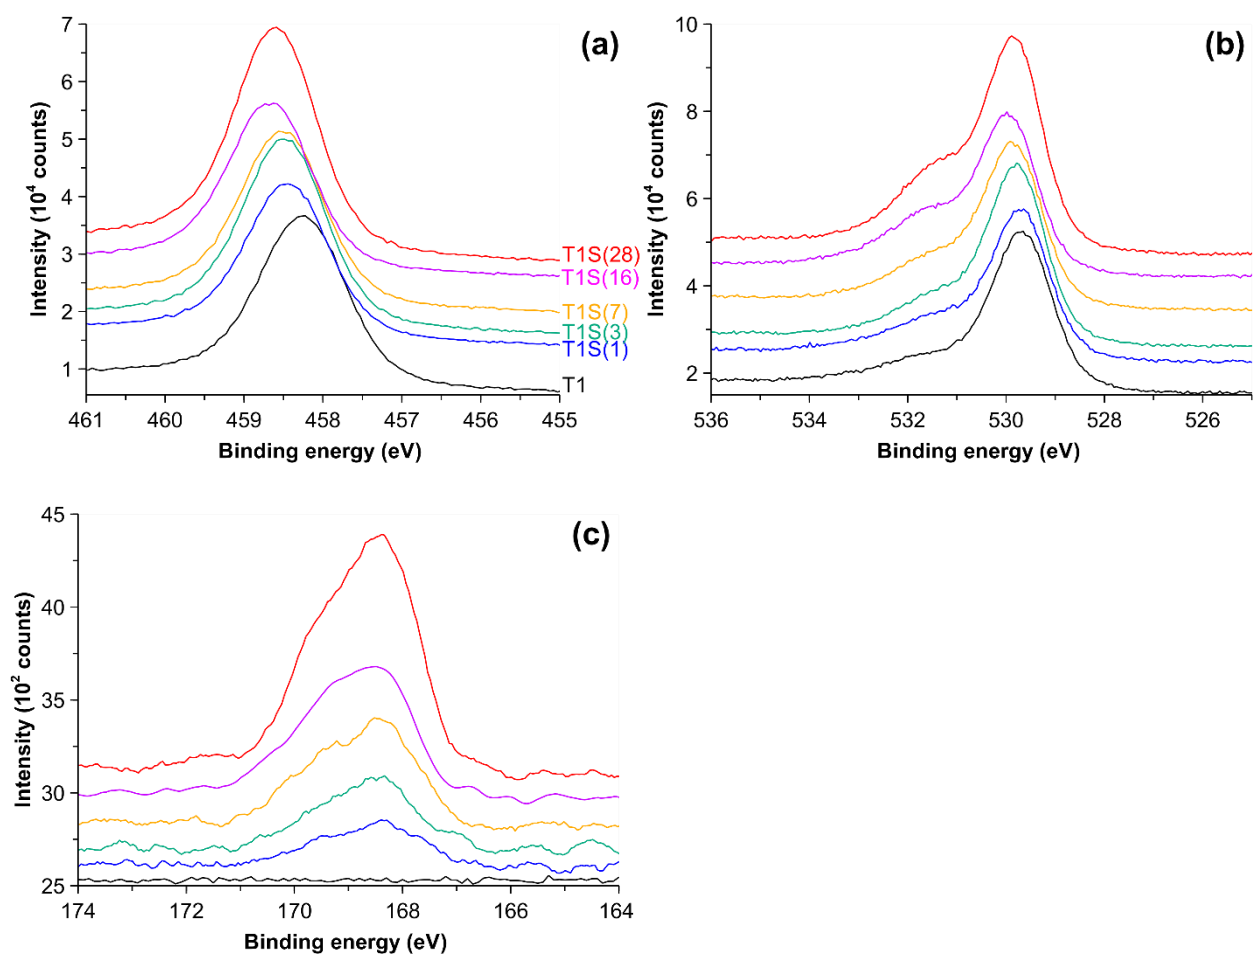 (a)
Intensity (10⁴ counts)
7
6
5
4
3
2
1
T1S(28)
T1S(16)
T1S(7)
T1S(3)
T1S(1)
T1
461 460 459 458 457 456 455
Binding energy (eV)
(b)
Intensity (10⁴ counts)
10
8
6
4
2
536 534 532 530 528 526
Binding energy (eV)
(c)
Intensity (10² counts)
45
40
35
30
25
174 172 170 168 166 164
Binding energy (eV)